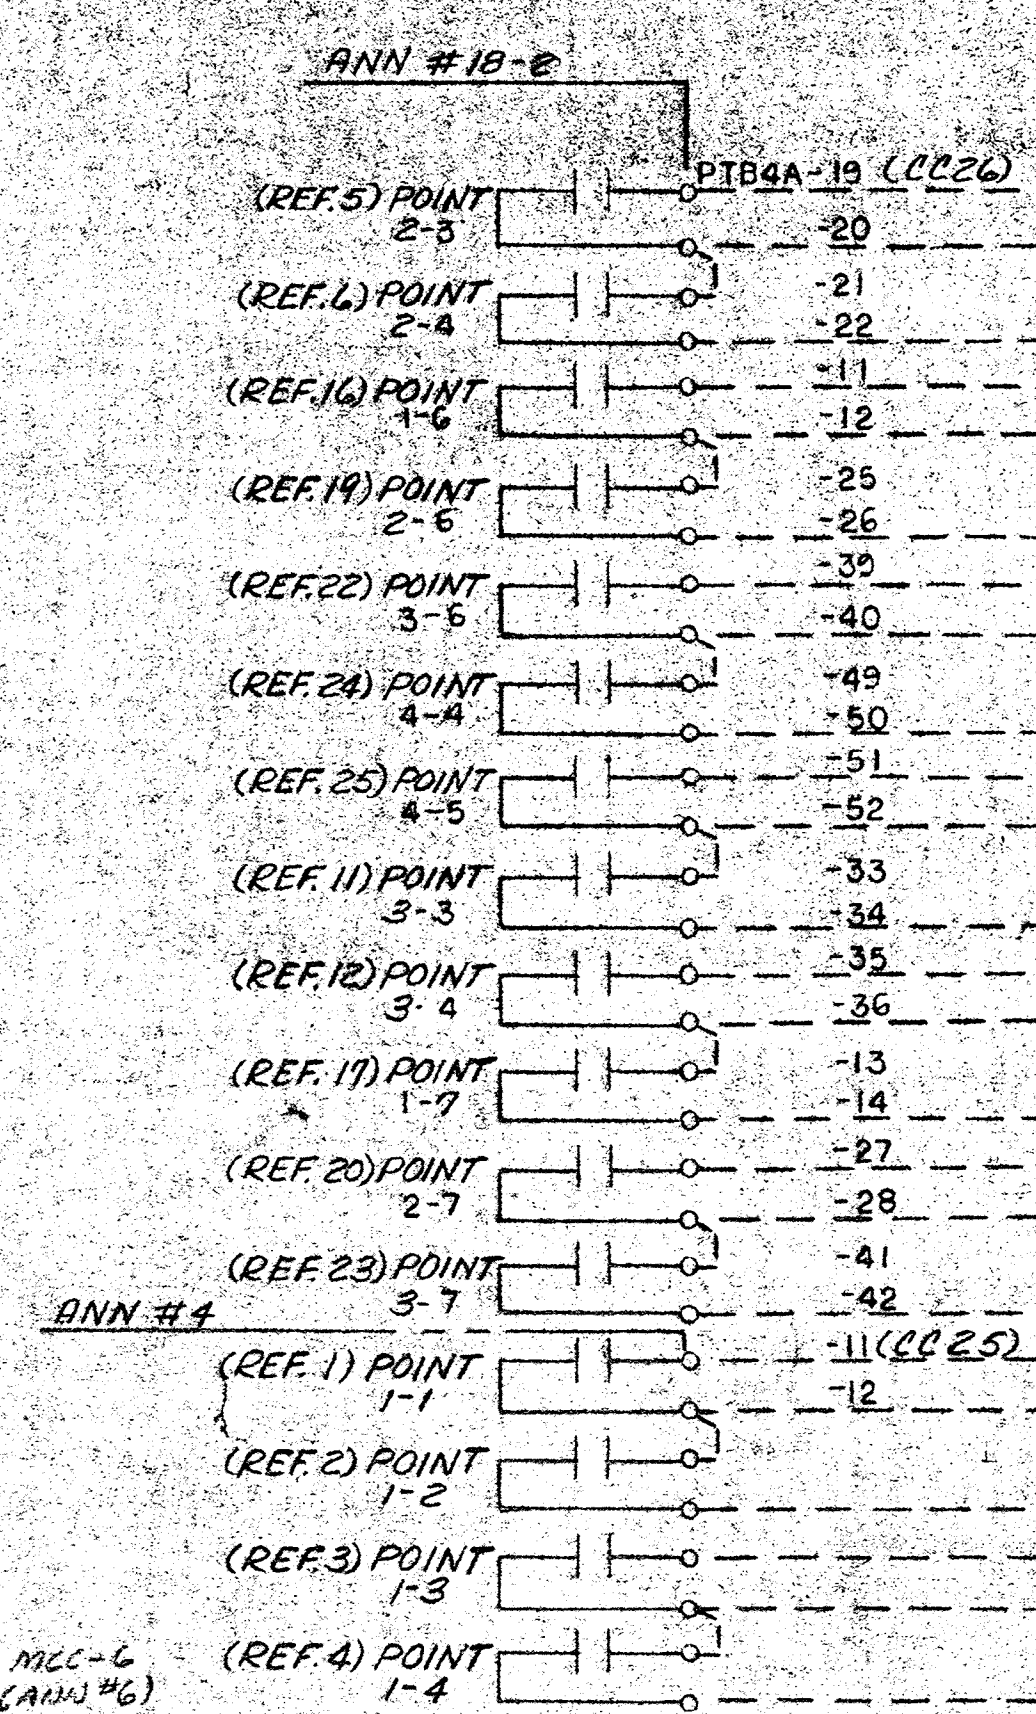 ANN #18-2
PTB4A-19 (CC26)
(REF. 5) POINT
2-3
-20
(REF. 6) POINT
2-4
-21
-22
(REF. 16) POINT
1-6
-11
-12
(REF. 19) POINT
2-6
-25
-26
(REF. 22) POINT
3-6
-39
-40
(REF. 24) POINT
4-4
-49
-50
(REF. 25) POINT
4-5
-51
-52
(REF. 11) POINT
3-3
-33
-34
(REF. 12) POINT
3-4
-35
-36
(REF. 17) POINT
1-7
-13
-14
(REF. 20) POINT
2-7
-27
-28
(REF. 23) POINT
3-7
-41
-42
ANN #4
(REF. 1) POINT
1-1
-11 (CC25)
-12
(REF. 2) POINT
1-2
(REF. 3) POINT
1-3
(REF. 4) POINT
1-4
MCC-6
(ANN #6)